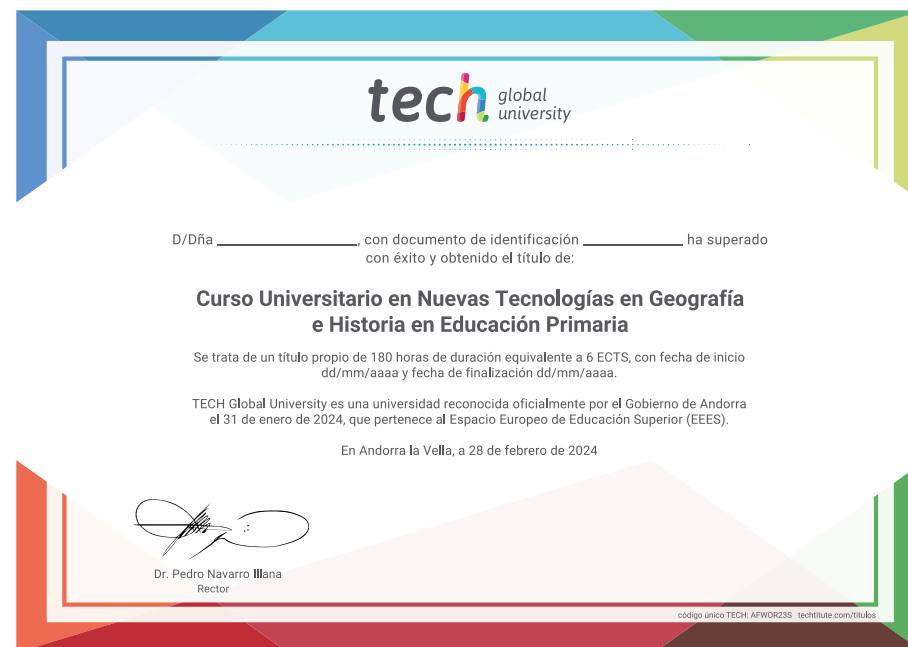 tech global university
D/Dña ____________________, con documento de identificación ______________ ha superado
con éxito y obtenido el título de:
Curso Universitario en Nuevas Tecnologías en Geografía
e Historia en Educación Primaria
Se trata de un título propio de 180 horas de duración equivalente a 6 ECTS, con fecha de inicio
dd/mm/aaaa y fecha de finalización dd/mm/aaaa.
TECH Global University es una universidad reconocida oficialmente por el Gobierno de Andorra
el 31 de enero de 2024, que pertenece al Espacio Europeo de Educación Superior (EEES).
En Andorra la Vella, a 28 de febrero de 2024
Dr. Pedro Navarro Illana
Rector
código único TECH: AFWOR23S techtitute.com/titulos